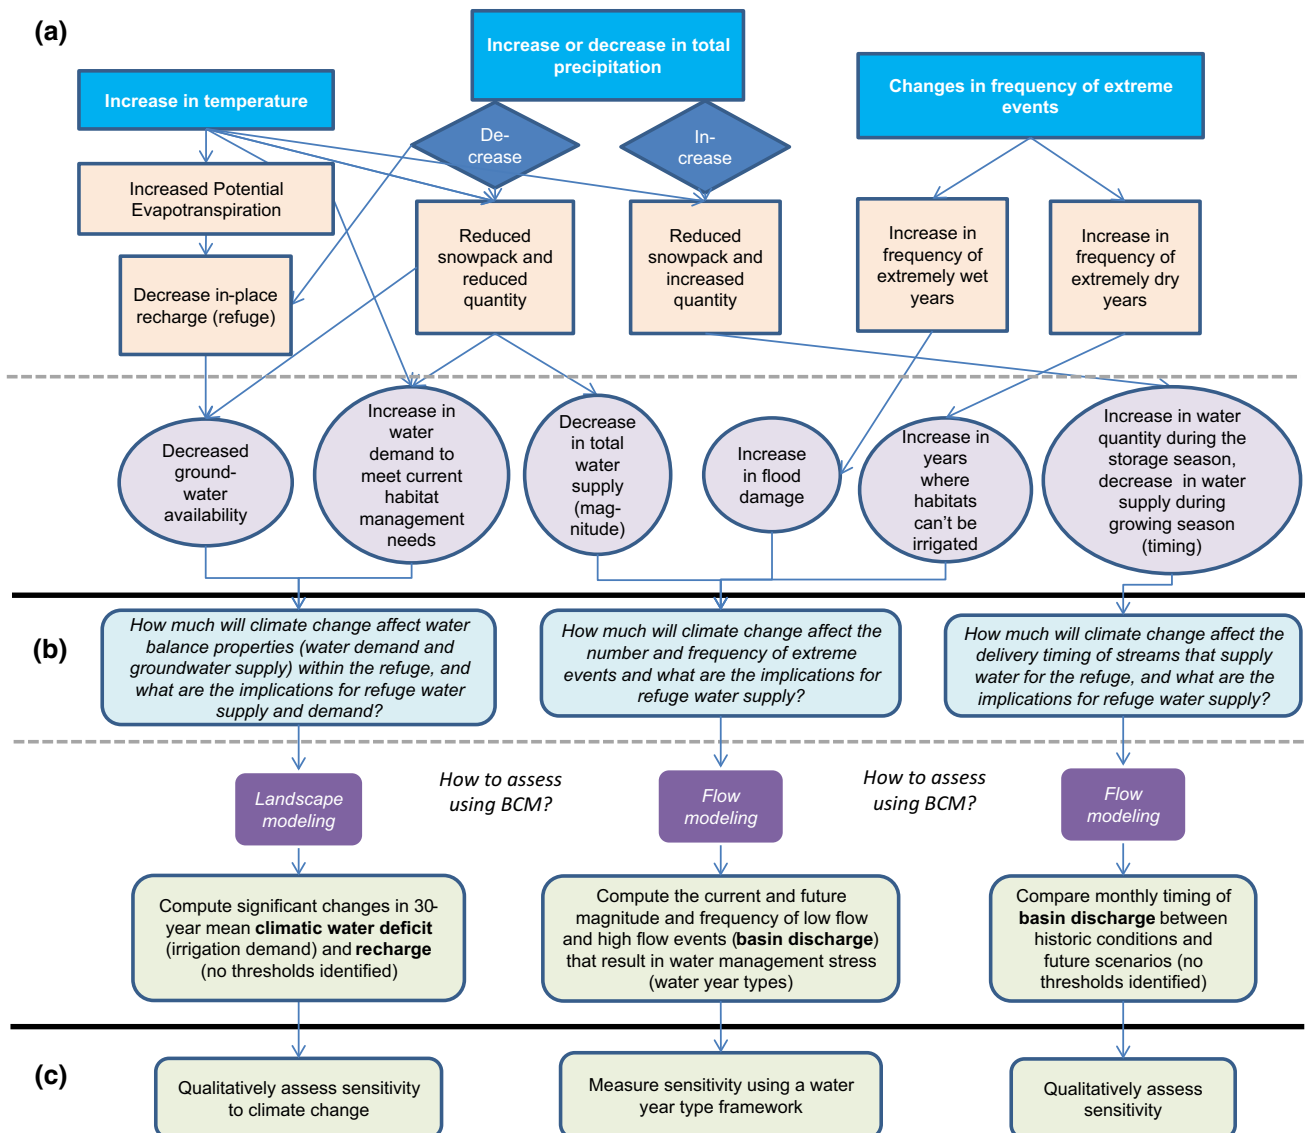 (a)
Increase or decrease in total
precipitation
Increase in temperature
Changes in frequency of extreme
events
De-
crease
In-
crease
Increased Potential
Evapotranspiration
Decrease in-place
recharge (refuge)
Reduced
snowpack and
reduced
quantity
Reduced
snowpack and
increased
quantity
Increase in
frequency of
extremely wet
years
Increase in
frequency of
extremely dry
years
Decreased
ground-
water
availability
Increase in
water
demand to
meet current
habitat
management
needs
Decrease
in total
water
supply
(mag-
nitude)
Increase
in flood
damage
Increase in
years
where
habitats
can't be
irrigated
Increase in water
quantity during the
storage season,
decrease in water
supply during
growing season
(timing)
(b)
How much will climate change affect water
balance properties (water demand and
groundwater supply) within the refuge, and
what are the implications for refuge water
supply and demand?
How much will climate change affect the
number and frequency of extreme
events and what are the implications for
refuge water supply?
How much will climate change affect the
delivery timing of streams that supply
water for the refuge, and what are the
implications for refuge water supply?
Landscape
modeling
How to assess
using BCM?
Flow
modeling
How to assess
using BCM?
Flow
modeling
Compute significant changes in 30-
year mean climatic water deficit
(irrigation demand) and recharge
(no thresholds identified)
Compute the current and future
magnitude and frequency of low flow
and high flow events (basin discharge)
that result in water management stress
(water year types)
Compare monthly timing of
basin discharge between
historic conditions and
future scenarios (no
thresholds identified)
(c)
Qualitatively assess sensitivity
to climate change
Measure sensitivity using a water
year type framework
Qualitatively assess
sensitivity